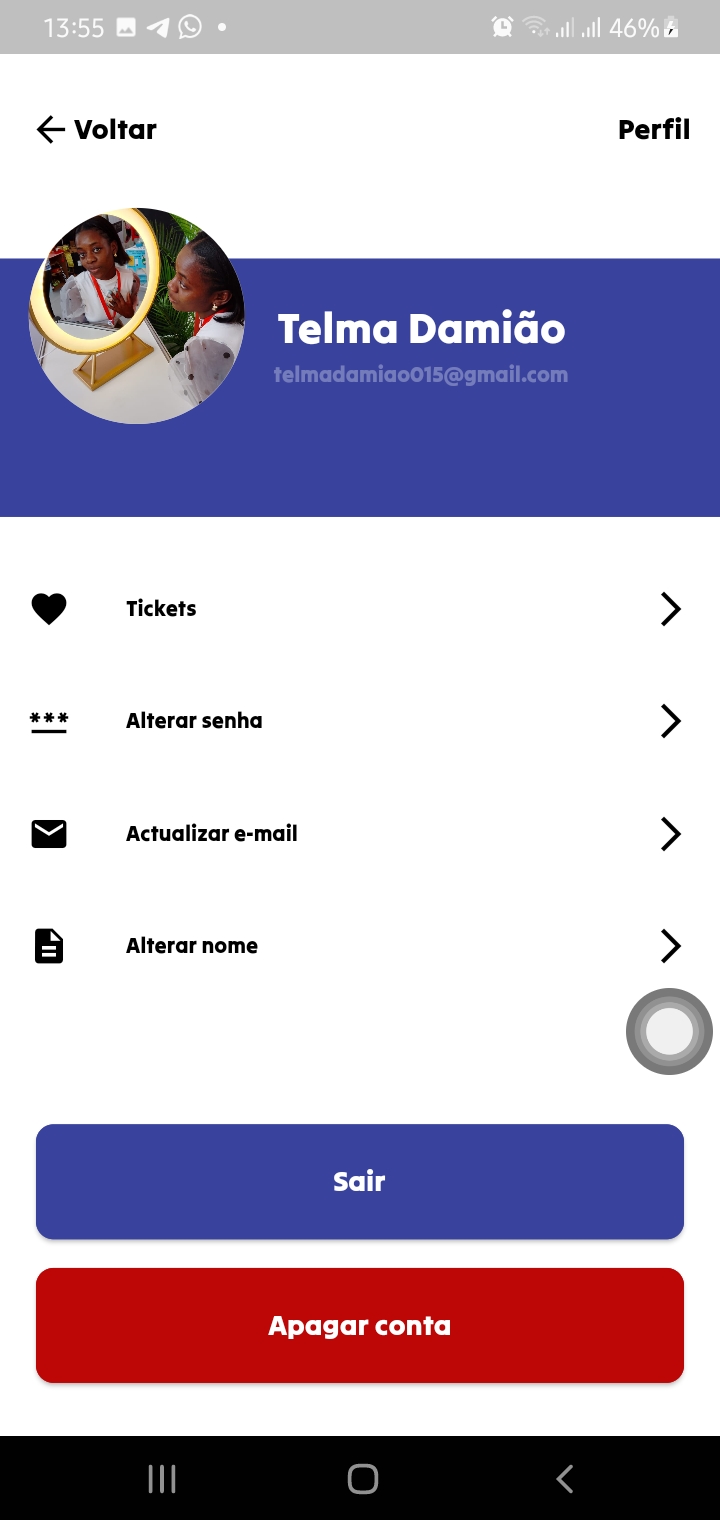 13:55
46%
Voltar
Perfil
Telma Damião
telmadamiao015@gmail.com
Tickets
Alterar senha
Actualizar e-mail
Alterar nome
Sair
Apagar conta